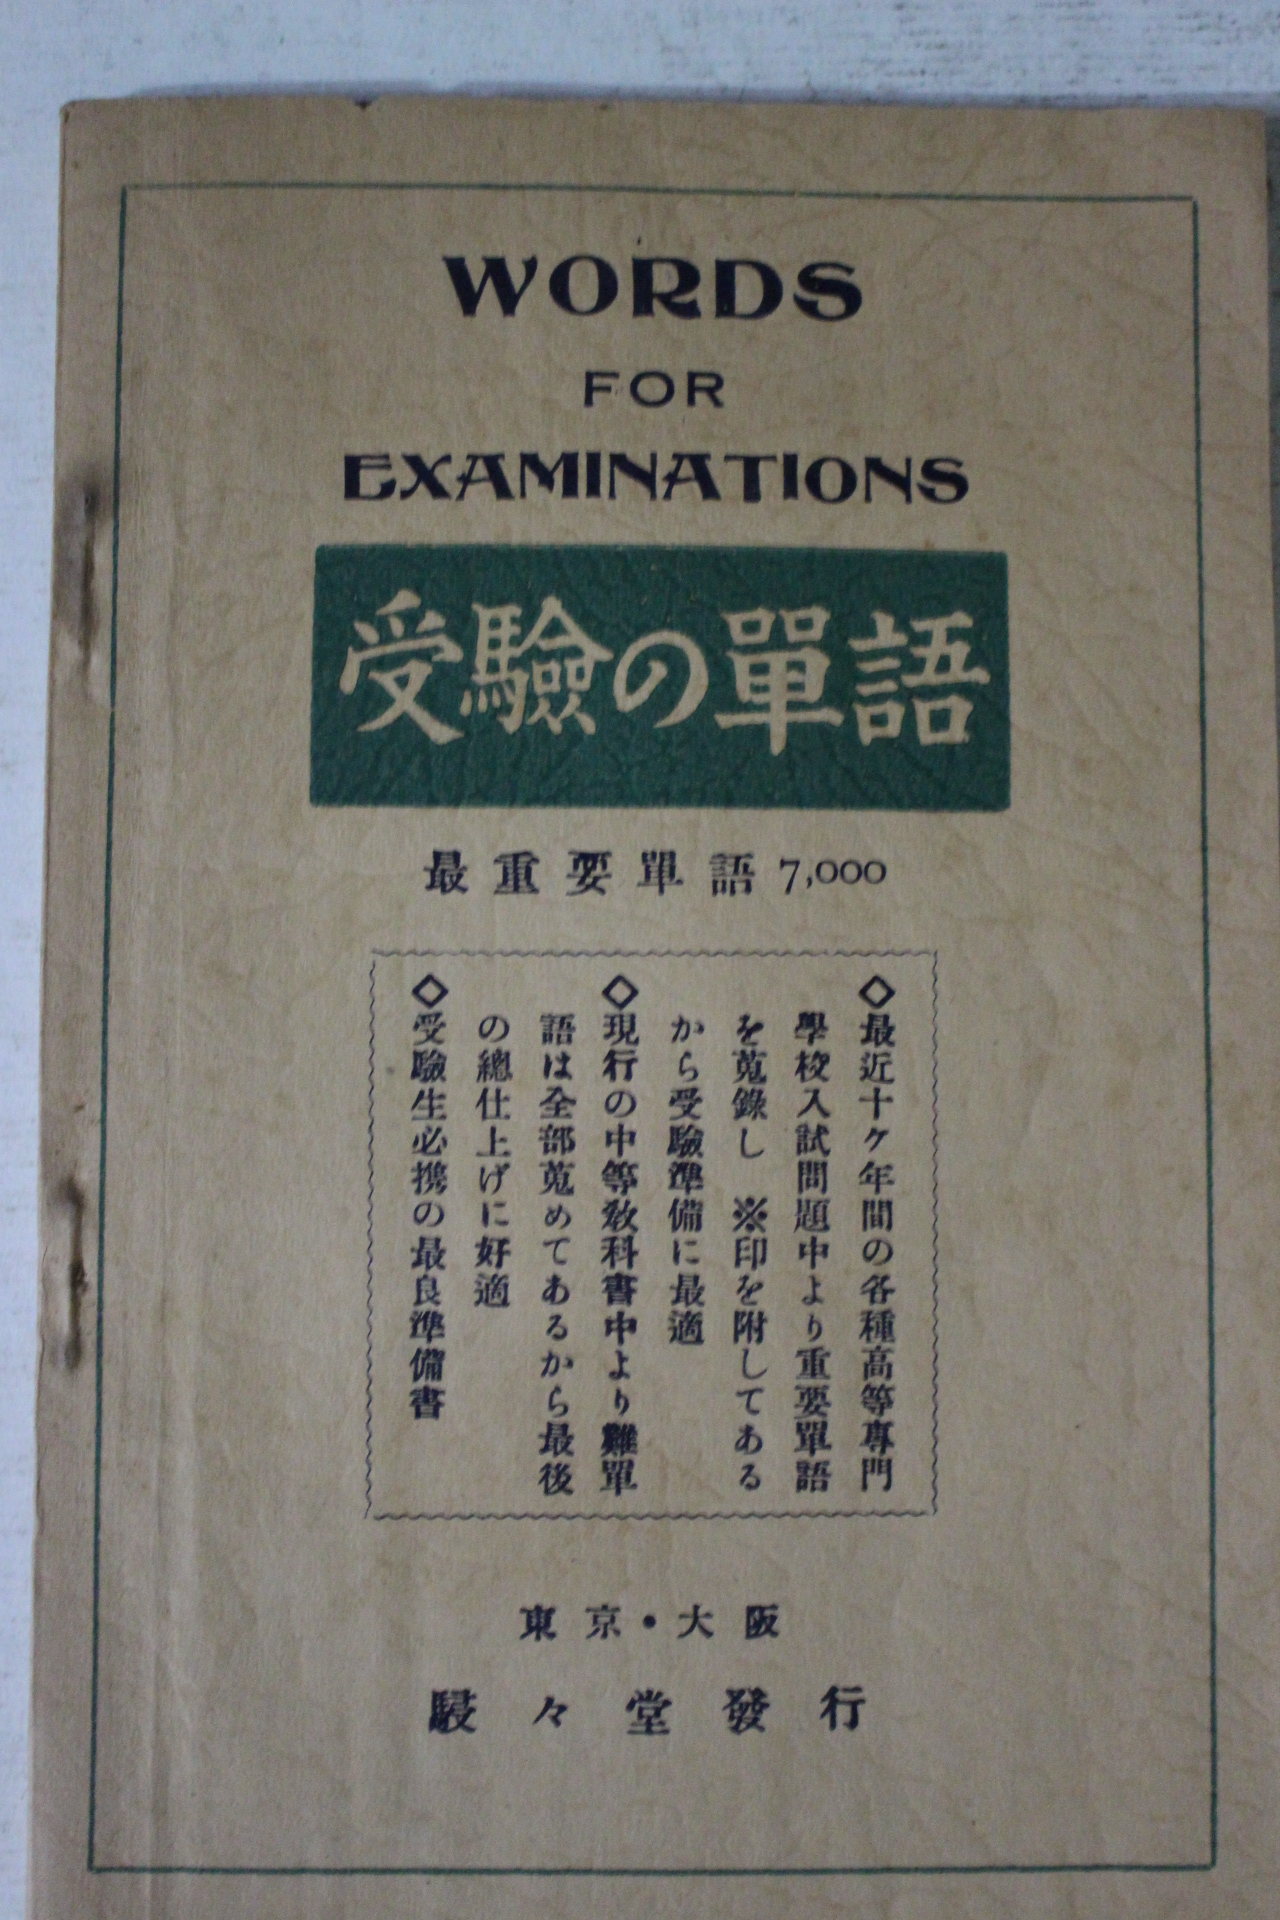 WORDS
FOR
EXAMINATIONS
受驗の單語
最重要單語7,000
◇最近十ケ年間の各種高等專門
學校入試問題中より重要單語
を蒐錄し ※印を附してある
から受驗準備に最適
◇現行の中等敎科書中より難單
語は全部蒐めてあるから最後
の總仕上げに好適
◇受驗生必携の最良準備書
東京・大阪
駸々堂發行